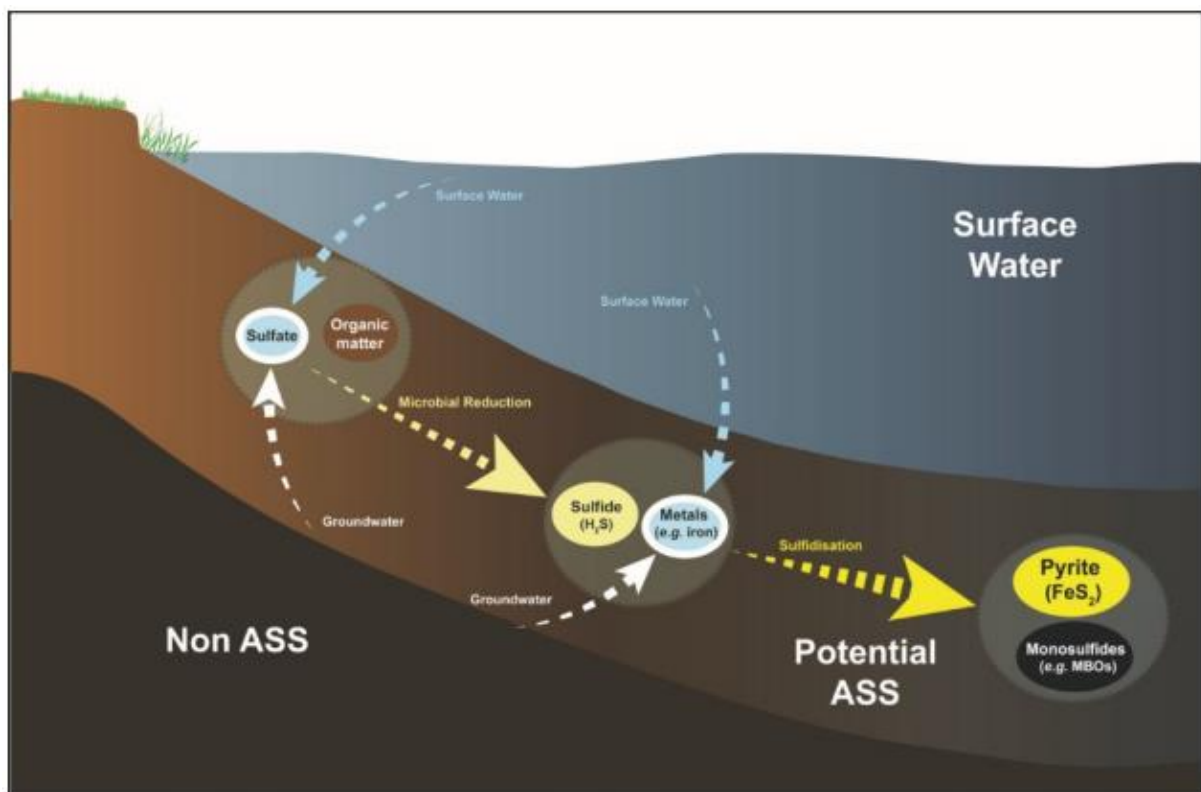 Surface Water
Surface
Water
Surface Water
Sulfate
Organic
matter
Microbial Reduction
Groundwater
Sulfide
(H₂S)
Metals
(e.g. iron)
Sulfidisation
Groundwater
Pyrite
(FeS₂)
Non ASS
Potential
ASS
Monosulfides
(e.g. MBOs)